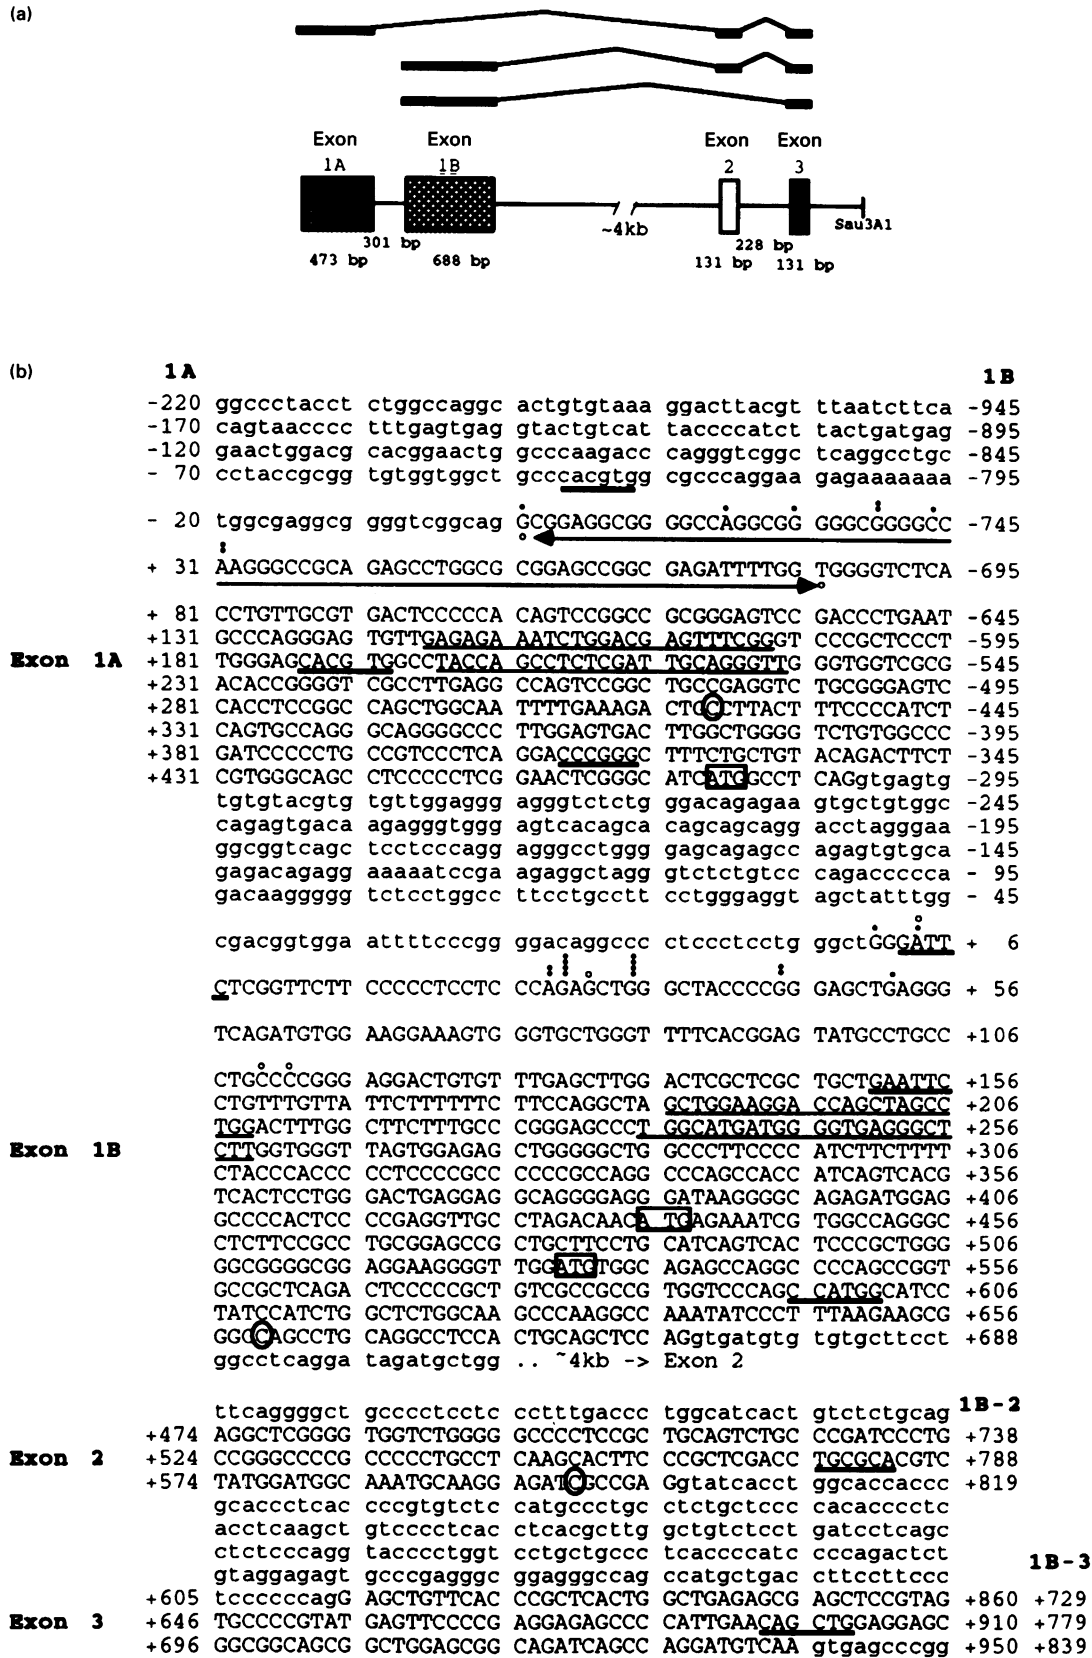 (a)
Exon Exon Exon Exon
1A 1B 2 3
~4kb
Sau3A1
301 bp 228 bp
473 bp 688 bp 131 bp 131 bp
(b)
1A 1B
-220 ggccctacct ctggccaggc actgtgtaaa ggacttacgt ttaatcttca -945
-170 cagtaacccc tttgagtgag gtactgtcat taccccatct tactgatgag -895
-120 gaactggacg cacggaactg gcccaagacc cagggtcggc tcaggcctgc -845
- 70 cctaccgcgg tgtggtggct gcccacgtgg cgcccaggaa gagaaaaaaa -795
- 20 tggcgaggcg gggtcggcag GCGGAGGCGG GGCCAGGCGG GGGCGGGGCC -745
+ 31 AAGGGCCGCA GAGCCTGGCG CGGAGCCGGC GAGATTTTGG TGGGGTCTCA -695
+ 81 CCTGTTGCGT GACTCCCCCA CAGTCCGGCC GCGGGAGTCC GACCCTGAAT -645
+131 GCCCAGGGAG TGTTGAGAGA AATCTGGACG AGTTTCGGGT CCCGCTCCCT -595
Exon 1A +181 TGGGAGCACG TGGCCTACCA GCCTCTCGAT TGCAGGGTTG GGTGGTCGCG -545
+231 ACACCGGGGT CGCCTTGAGG CCAGTCCGGC TGCCGAGGTC TGCGGGAGTC -495
+281 CACCTCCGGC CAGCTGGCAA TTTTGAAAGA CTGCCTTACT TTCCCCATCT -445
+331 CAGTGCCAGG GCAGGGGCCC TTGGAGTGAC TTGGCTGGGG TCTGTGGCCC -395
+381 GATCCCCCTG CCGTCCCTCA GGACCCGGGC TTTCTGCTGT ACAGACTTCT -345
+431 CGTGGGCAGC CTCCCCCTCG GAACTCGGGC ATCATGGCCT CAGgtgagtg -295
tgtgtacgtg tgttggaggg agggtctctg ggacagagaa gtgctgtggc -245
cagagtgaca agagggtggg agtcacagca cagcagcagg acctagggaa -195
ggcggtcagc tcctcccagg agggcctggg gagcagagcc agagtgtgca -145
gagacagagg aaaaatccga agaggctagg gtctctgtcc cagaccccca - 95
gacaaggggg tctcctggcc ttcctgcctt cctgggaggt agctatttgg - 45
cgacggtgga attttcccgg ggacaggccc ctccctcctg ggctGGGATT + 6
CTCGGTTCTT CCCCCTCCTC CCAGAGCTGG GCTACCCCGG GAGCTGAGGG + 56
TCAGATGTGG AAGGAAAGTG GGTGCTGGGT TTTCACGGAG TATGCCTGCC +106
CTGCCCCGGG AGGACTGTGT TTGAGCTTGG ACTCGCTCGC TGCTGAATTC +156
CTGTTTGTTA TTCTTTTTTC TTCCAGGCTA GCTGGAAGGA CCAGCTAGCC +206
TGGACTTTGG CTTCTTTGCC CGGGAGCCCT GGCATGATGG GGTGAGGGCT +256
Exon 1B CTTGGTGGGT TAGTGGAGAG CTGGGGGCTG GCCCTTCCCC ATCTTCTTTT +306
CTACCCACCC CCTCCCCGCC CCCCGCCAGG CCCAGCCACC ATCAGTCACG +356
TCACTCCTGG GACTGAGGAG GCAGGGGAGG GGATAAGGGG CAGAGATGGAG +406
GCCCCACTCC CCGAGGTTGC CTAGACAACA TGAGAAATCG TGGCCAGGGC +456
CTCTTCCGCC TGCGGAGCCG CTGCTTCCTG CATCAGTCAC TCCCGCTGGG +506
GGCGGGGCGG AGGAAGGGGT TGGATGTGGC AGAGCCAGGC CCCAGCCGGT +556
GCCGCTCAGA CTCCCCCGCT GTCGCCGCCG TGGTCCCAGC CCATGGCATCC +606
TATCCATCTG GCTCTGGCAA GCCCAAGGCC AAATATCCCT TTAAGAAGCG +656
GGCCAGCCTG CAGGCCTCCA CTGCAGCTCC AGgtgatgtg tgtgcttcct +688
ggcctcagga tagatgctgg .. ~4kb -> Exon 2
ttcaggggct gcccctcctc cctttgaccc tggcatcact gtctctgcag 1B-2
+474 AGGCTCGGGG TGGTCTGGGG GCCCCTCCGC TGCAGTCTGC CCGATCCCTG +738
Exon 2 +524 CCGGGCCCGG CCCCTGCCT CAAGCACTTC CCGCTCGACC TGCGCACGTC +788
+574 TATGGATGGC AAATGCAAGG AGATCGCCGA Ggtatcacct ggcaccaccc +819
gcaccctcac cccgtgtctc catgccctgc ctctgctccc cacacccctc
acctcaagct gtcccctcac ctcacgcttg gctgtctcct gatcctcagc
ctctcccagg tacccctggt cctgctgccc tcaccccatc cccagactct
gtaggagagt gcccgagggc ggagggccag ccatgctgac cttccttccc 1B-3
+605 tccccccagG AGCTGTTCAC CCGCTCACTG GCTGAGAGCG AGCTCCGTAG +860 +729
Exon 3 +646 TGCCCCGTAT GAGTTCCCCG AGGAGAGCCC CATTGAACAG CTGGAGGAGC +910 +779
+696 GGCGGCAGCG GCTGGAGCGG CAGATCAGCC AGGATGTCAA gtgagcccgg +950 +839